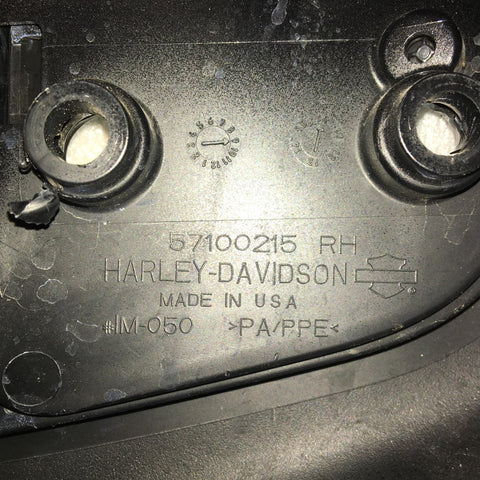 57100215 RH
HARLEY-DAVIDSON
MADE IN USA
#IM-050 >PA/PPE<